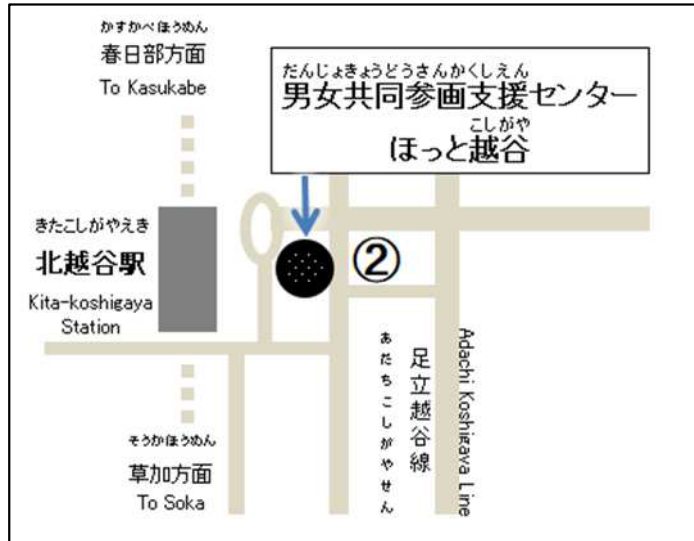 かすかべほうめん
春日部方面
To Kasukabe
だんじょきょうどうさんかくしえん
男女共同参画支援センター
こしがや
ほっと越谷
きたこしがやえき
北越谷駅
Kita-koshigaya
Station
②
あだちこしがやせん
足立越谷線
Adachi Koshigaya Line
そうかほうめん
草加方面
To Soka